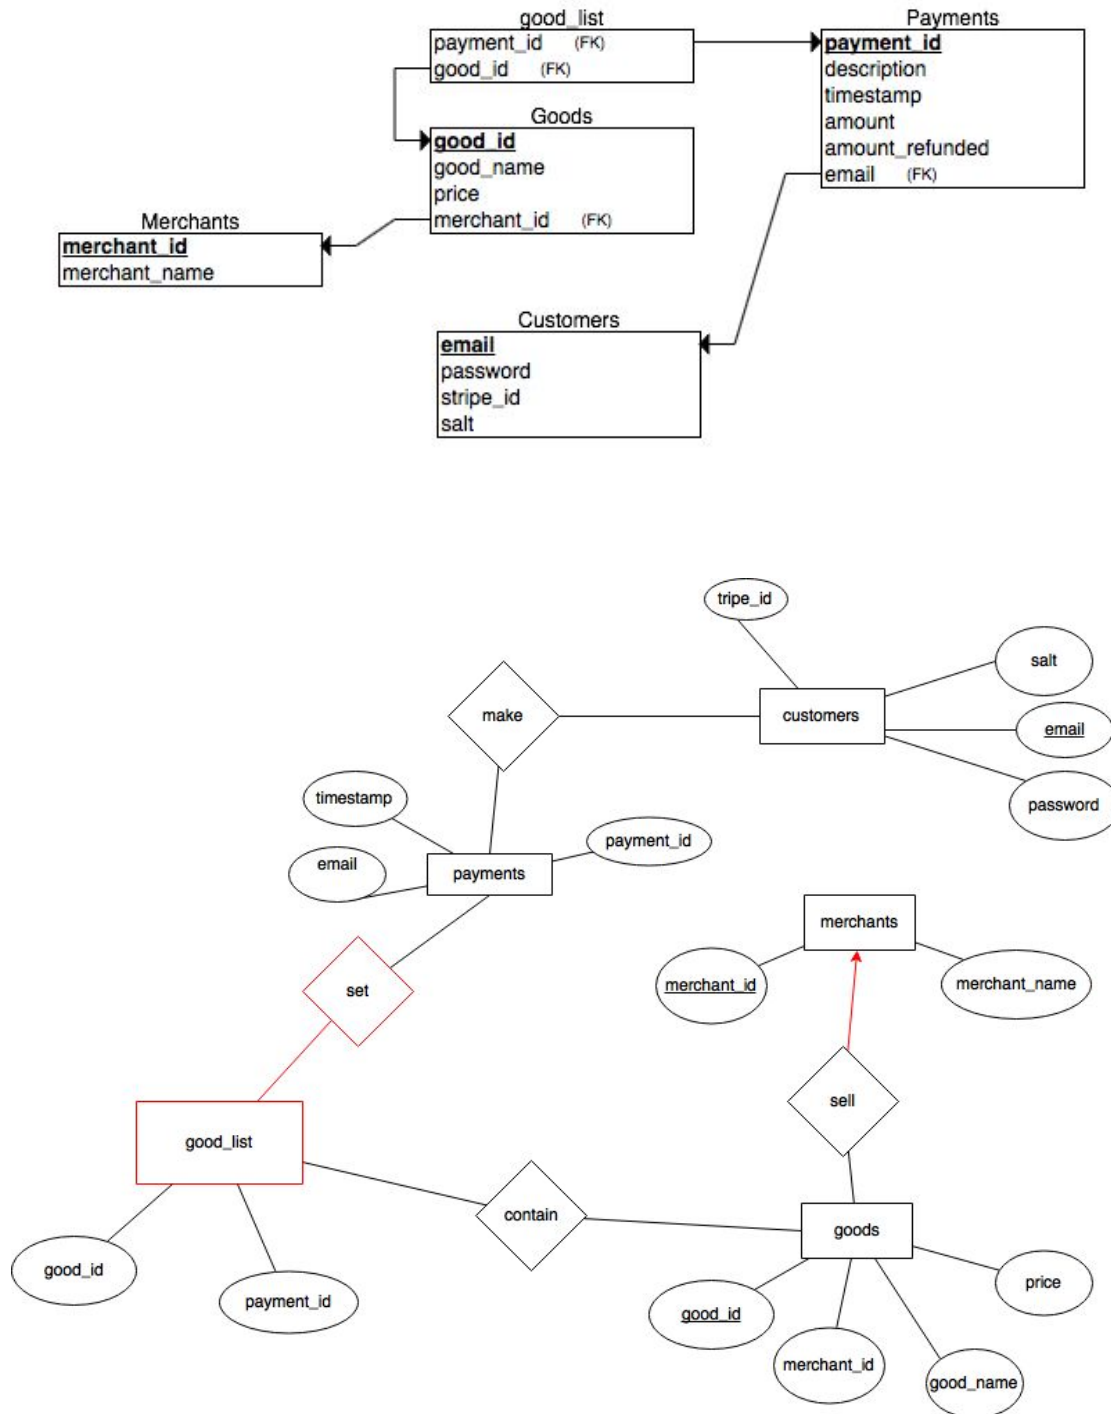 good_list
payment_id (FK)
good_id (FK)
Payments
payment_id
description
timestamp
amount
amount_refunded
email (FK)
Goods
good_id
good_name
price
merchant_id (FK)
Merchants
merchant_id
merchant_name
Customers
email
password
stripe_id
salt
tripe_id
salt
make
customers
email
timestamp
password
payment_id
email
payments
merchants
merchant_id
merchant_name
set
sell
good_list
contain
goods
good_id
price
payment_id
good_id
merchant_id
good_name